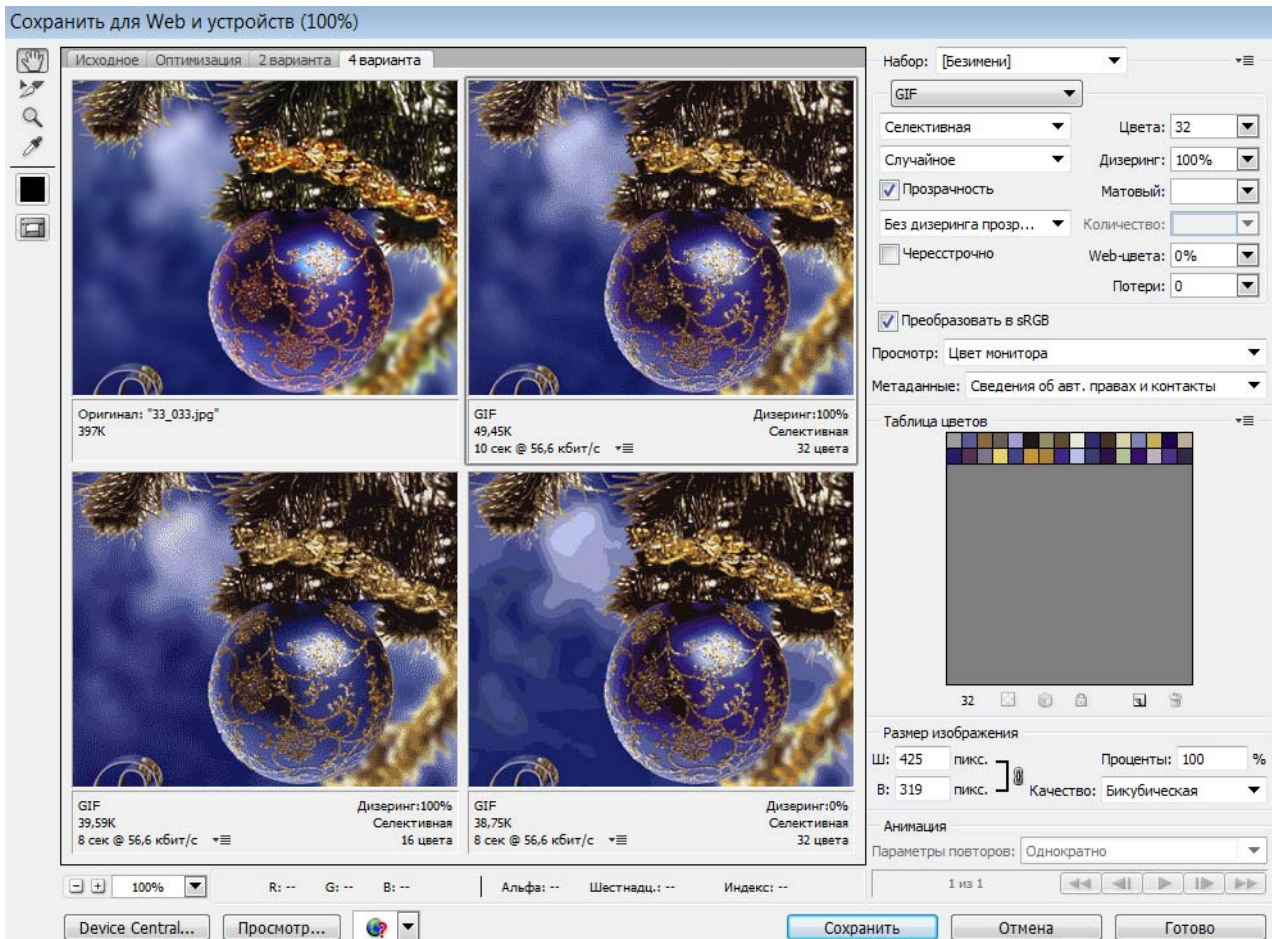 Сохранить для Web и устройств (100%)
Исходное Оптимизация 2 варианта 4 варианта
Оригинал: "33_033.jpg"
397K
GIF Дизеринг:100%
49,45K Селективная
10 сек @ 56,6 кбит/с 32 цвета
GIF Дизеринг:100%
39,59K Селективная
8 сек @ 56,6 кбит/с 16 цвета
GIF Дизеринг:0%
38,75K Селективная
8 сек @ 56,6 кбит/с 32 цвета
Набор: [Безимени]
GIF
Селективная Цвета: 32
Случайное Дизеринг: 100%
Прозрачность Матовый:
Без дизеринга прозр... Количество:
Чересстрочно Web-цвета: 0%
Потери: 0
Преобразовать в sRGB
Просмотр: Цвет монитора
Метаданные: Сведения об авт. правах и контакты
Таблица цветов
32
Размер изображения
Ш: 425 пикс. Проценты: 100 %
В: 319 пикс. Качество: Бикубическая
Анимация
Параметры повторов: Однократно
1 из 1
100% R: -- G: -- B: -- Альфа: -- Шестнадц.: -- Индекс: --
Device Central... Просмотр... Сохранить Отмена Готово